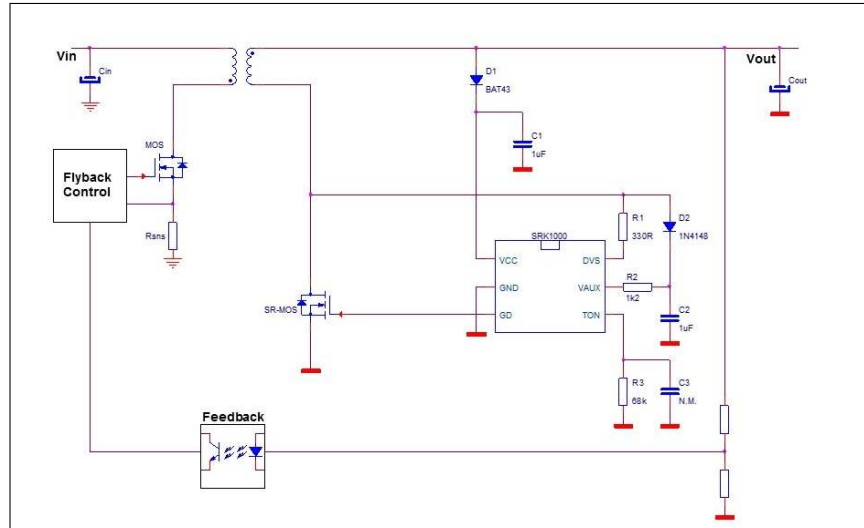 Vin
Cin
Vout
Cout
D1
BAT43
C1
1uF
MOS
Flyback
Control
Rsns
R1
330R
D2
1N4148
SRK1000
VCC
DVS
GND
VAUX
GD
TON
R2
1k2
C2
1uF
SR-MOS
R3
68k
C3
N.M.
Feedback